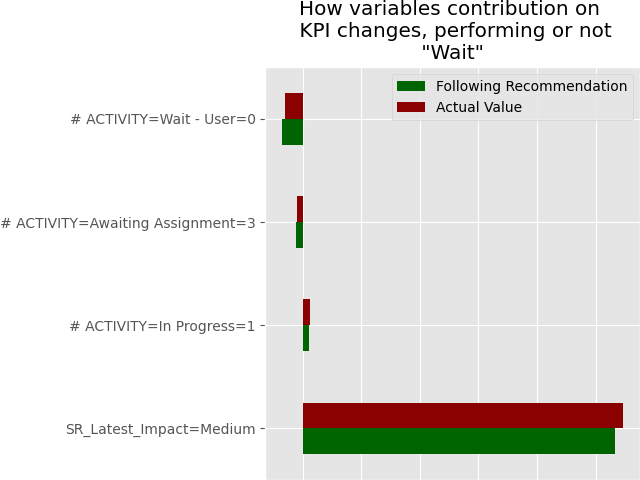 How variables contribution on
KPI changes, performing or not
"Wait"
Following Recommendation
Actual Value
# ACTIVITY=Wait - User=0
# ACTIVITY=Awaiting Assignment=3
# ACTIVITY=In Progress=1
SR_Latest_Impact=Medium